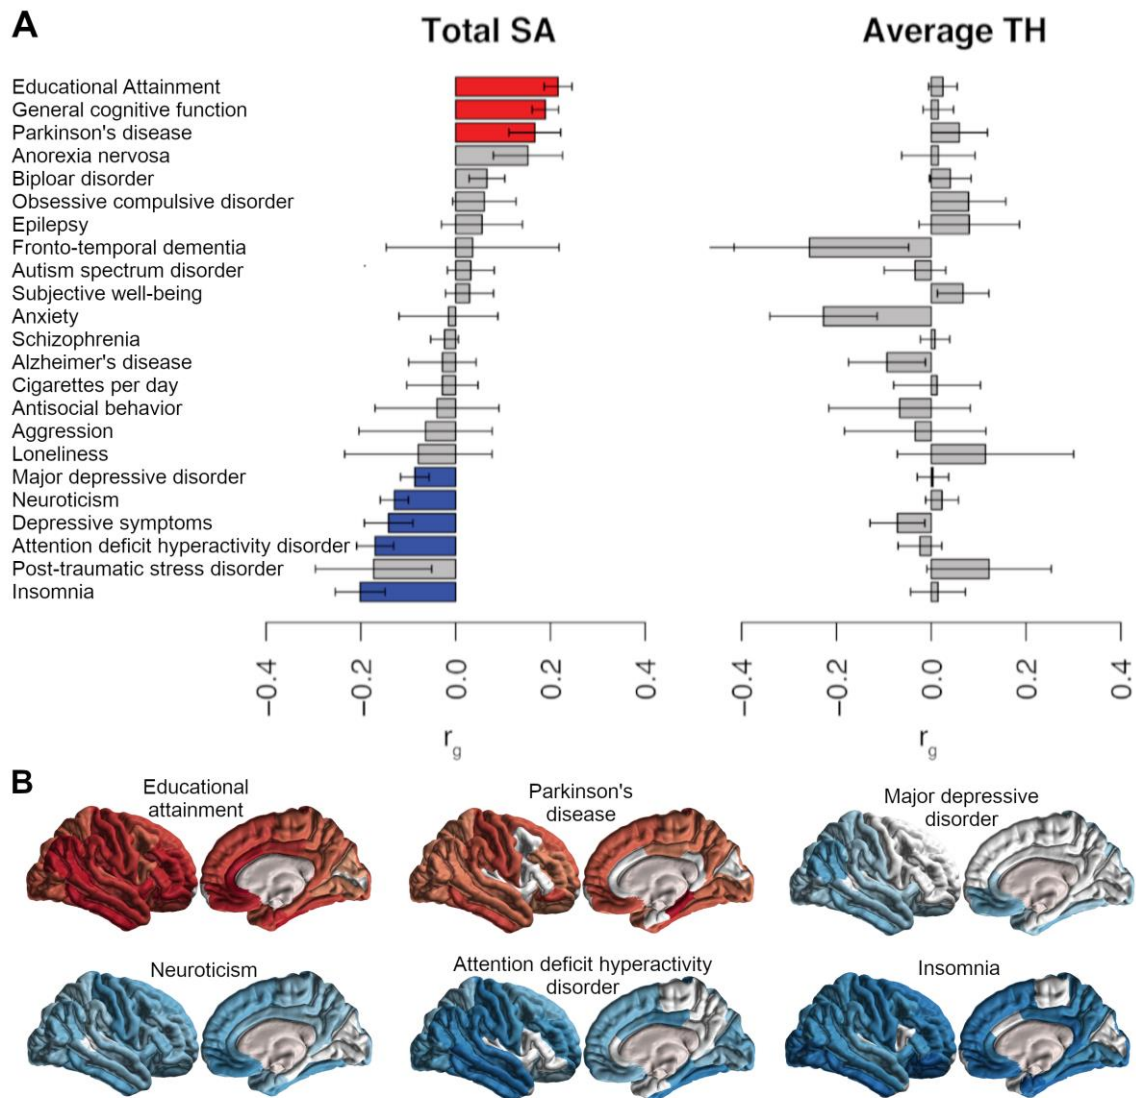 A
Total SA
Average TH
Educational Attainment
General cognitive function
Parkinson's disease
Anorexia nervosa
Biploar disorder
Obsessive compulsive disorder
Epilepsy
Fronto-temporal dementia
Autism spectrum disorder
Subjective well-being
Anxiety
Schizophrenia
Alzheimer's disease
Cigarettes per day
Antisocial behavior
Aggression
Loneliness
Major depressive disorder
Neuroticism
Depressive symptoms
Attention deficit hyperactivity disorder
Post-traumatic stress disorder
Insomnia
-0.4 -0.2 0.0 0.2 0.4
-0.4 -0.2 0.0 0.2 0.4
rg
rg
B
Educational
attainment
Parkinson's
disease
Major depressive
disorder
Neuroticism
Attention deficit hyperactivity
disorder
Insomnia